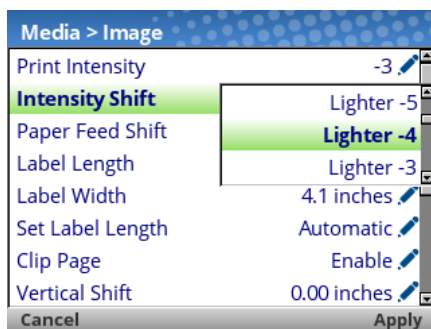 Media > Image
Print Intensity -3
Intensity Shift Lighter -5
Paper Feed Shift Lighter -4
Label Length Lighter -3
Label Width 4.1 inches
Set Label Length Automatic
Clip Page Enable
Vertical Shift 0.00 inches
Cancel Apply